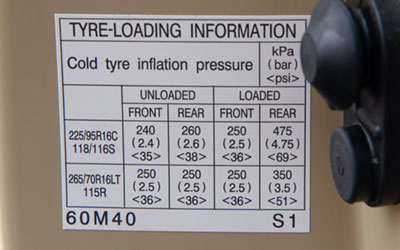 TYRE-LOADING INFORMATION
Cold tyre inflation pressure kPa (bar) <psi>
UNLOADED LOADED
FRONT REAR FRONT REAR
225/95R16C 240 260 250 475
118/116S (2.4) (2.6) (2.5) (4.75)
<35> <38> <36> <69>
265/70R16LT 250 250 250 350
115R (2.5) (2.5) (2.5) (3.5)
<36> <36> <36> <51>
60M40 S1